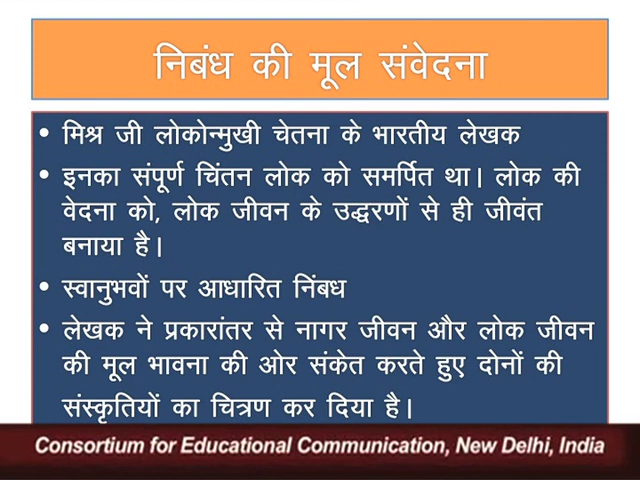 निबंध की मूल संवेदना
• मिश्र जी लोकोन्मुखी चेतना के भारतीय लेखक
• इनका संपूर्ण चिंतन लोक को समर्पित था। लोक की
वेदना को, लोक जीवन के उद्धरणों से ही जीवंत
बनाया है।
• स्वानुभवों पर आधारित निंबध
• लेखक ने प्रकारांतर से नागर जीवन और लोक जीवन
की मूल भावना की ओर संकेत करते हुए दोनों की
संस्कृतियों का चित्रण कर दिया है।
Consortium for Educational Communication, New Delhi, India